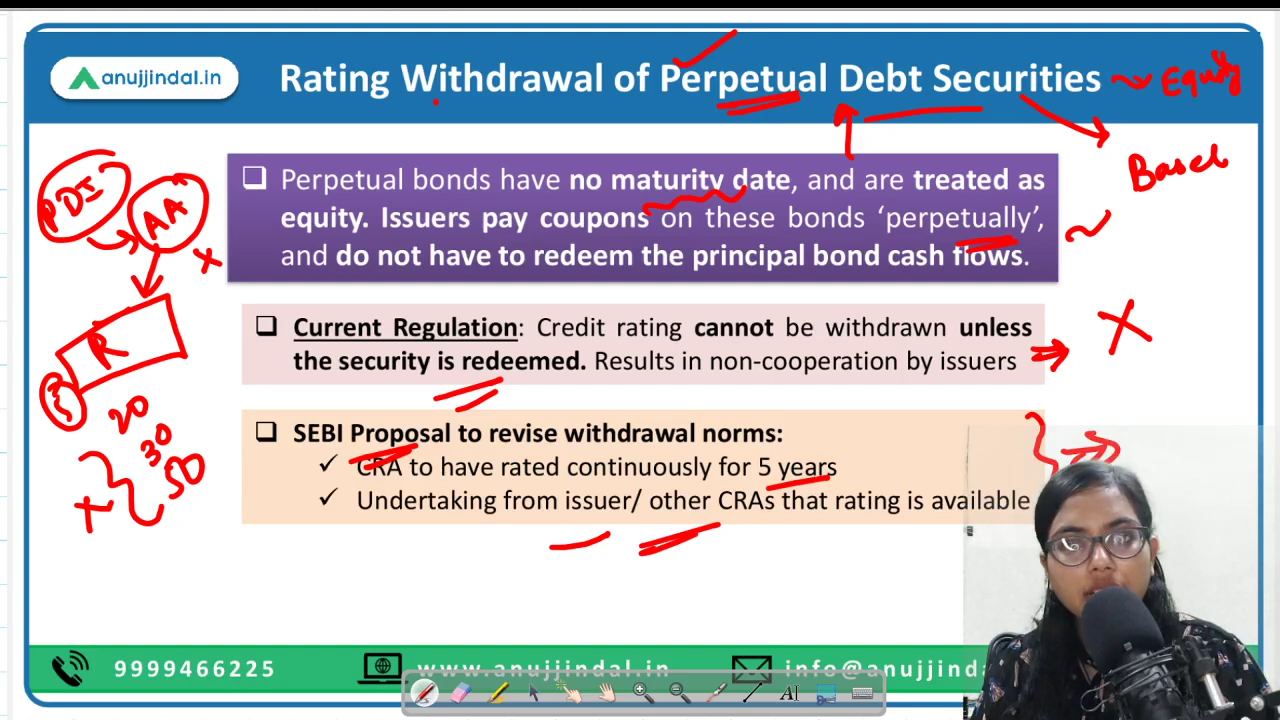 anujjindal.in
Rating Withdrawal of Perpetual Debt Securities
~ Equity
Basel
PDI
AA+
❑ Perpetual bonds have no maturity date, and are treated as
equity. Issuers pay coupons on these bonds ‘perpetually’,
and do not have to redeem the principal bond cash flows.
R
❑ Current Regulation: Credit rating cannot be withdrawn unless
the security is redeemed. Results in non-cooperation by issuers
20
30
50
❑ SEBI Proposal to revise withdrawal norms:
✓ CRA to have rated continuously for 5 years
✓ Undertaking from issuer/ other CRAs that rating is available
9999466225
www.anujjindal.in
info@anujjinda
AI